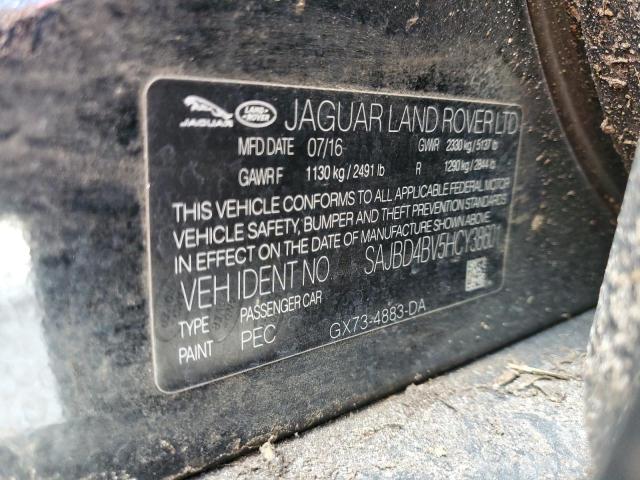 JAGUAR LAND-ROVER JAGUAR LAND ROVER LTD
MFD DATE 07/16 GVWR 2330 kg / 5137 lb
GAWR F 1130 kg / 2491 lb R 1290 kg / 2844 lb
THIS VEHICLE CONFORMS TO ALL APPLICABLE FEDERAL MOTOR
VEHICLE SAFETY, BUMPER AND THEFT PREVENTION STANDARDS
IN EFFECT ON THE DATE OF MANUFACTURE SHOWN ABOVE.
VEH IDENT NO. SAJBD4BV5HCY38601
TYPE PASSENGER CAR
PAINT PEC GX73-4883-DA